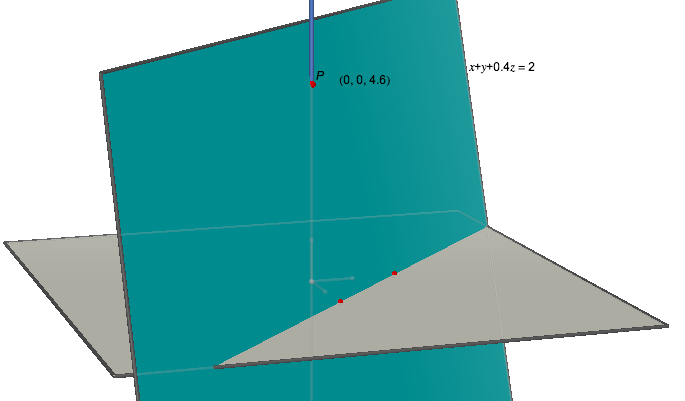 x+y+0.4z = 2
P (0, 0, 4.6)